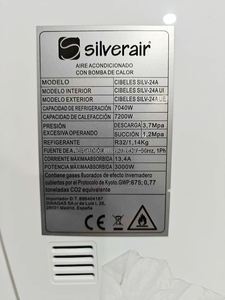 silverair
AIRE ACONDICIONADO
CON BOMBA DE CALOR
MODELO CIBELES SILV-24A
MODELO INTERIOR CIBELES SILV-24A UI
MODELO EXTERIOR CIBELES SILV-24A UE
CAPACIDAD DE REFRIGERACIÓN 7040W
CAPACIDAD DE CALEFACCIÓN 7200W
PRESIÓN DESCARGA 3,7Mpa
EXCESIVA OPERANDO SUCCIÓN 1,2Mpa
REFRIGERANTE R32/1,14Kg
FUENTE DE 50Hz, 1Ph
CORRIENTE MÁXIMA ABSORBIDA 13,4A
POTENCIA MÁXIMA ABSORBIDA 3000W
Contiene gases fluorados de efecto invernadero
cubiertos por el Protocolo de Kyoto. GWP: 675; 0,77
toneladas CO2 equivalente
Importador D.T. B85404187
28031 Madrid, España
CE